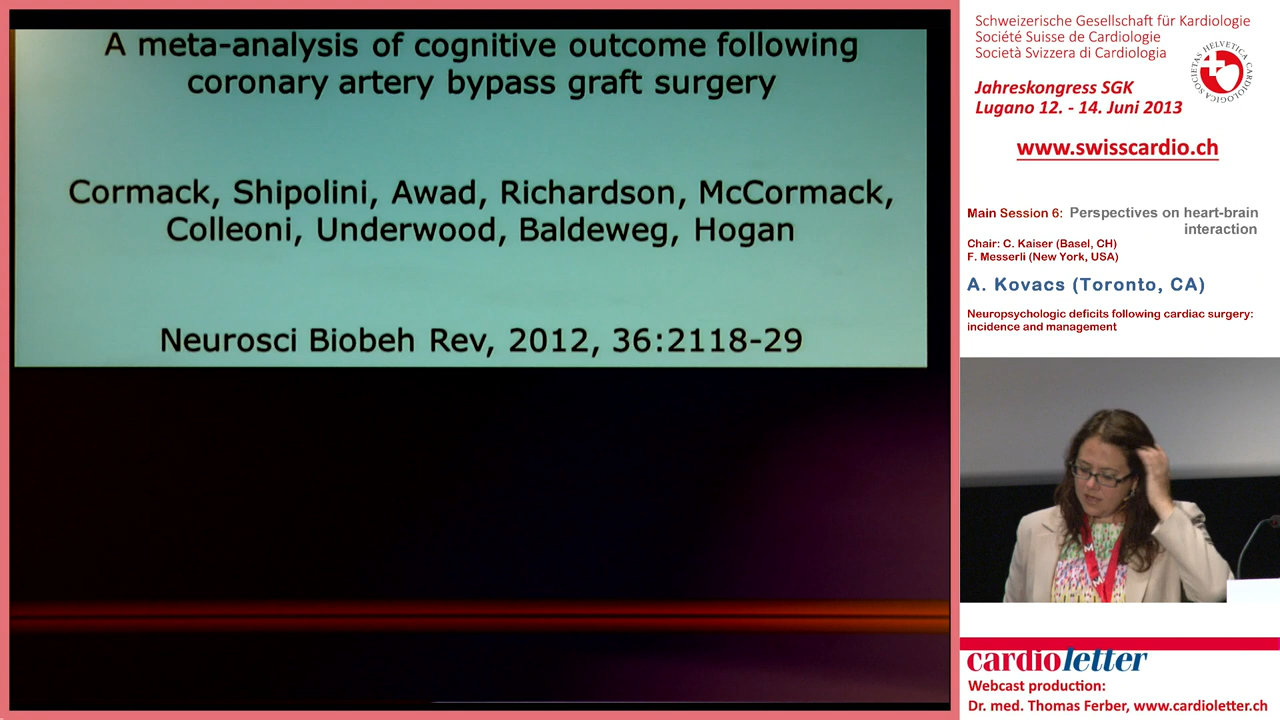 A meta-analysis of cognitive outcome following
coronary artery bypass graft surgery
Cormack, Shipolini, Awad, Richardson, McCormack,
Colleoni, Underwood, Baldeweg, Hogan
Neurosci Biobeh Rev, 2012, 36:2118-29
Schweizerische Gesellschaft für Kardiologie
Société Suisse de Cardiologie
Società Svizzera di Cardiologia
SOCIETAS HELVETICA CARDIOLOGICA
Jahreskongress SGK
Lugano 12. - 14. Juni 2013
www.swisscardio.ch
Main Session 6: Perspectives on heart-brain
interaction
Chair: C. Kaiser (Basel, CH)
F. Messerli (New York, USA)
A. Kovacs (Toronto, CA)
Neuropsychologic deficits following cardiac surgery:
incidence and management
cardioletter
Webcast production:
Dr. med. Thomas Ferber, www.cardioletter.ch